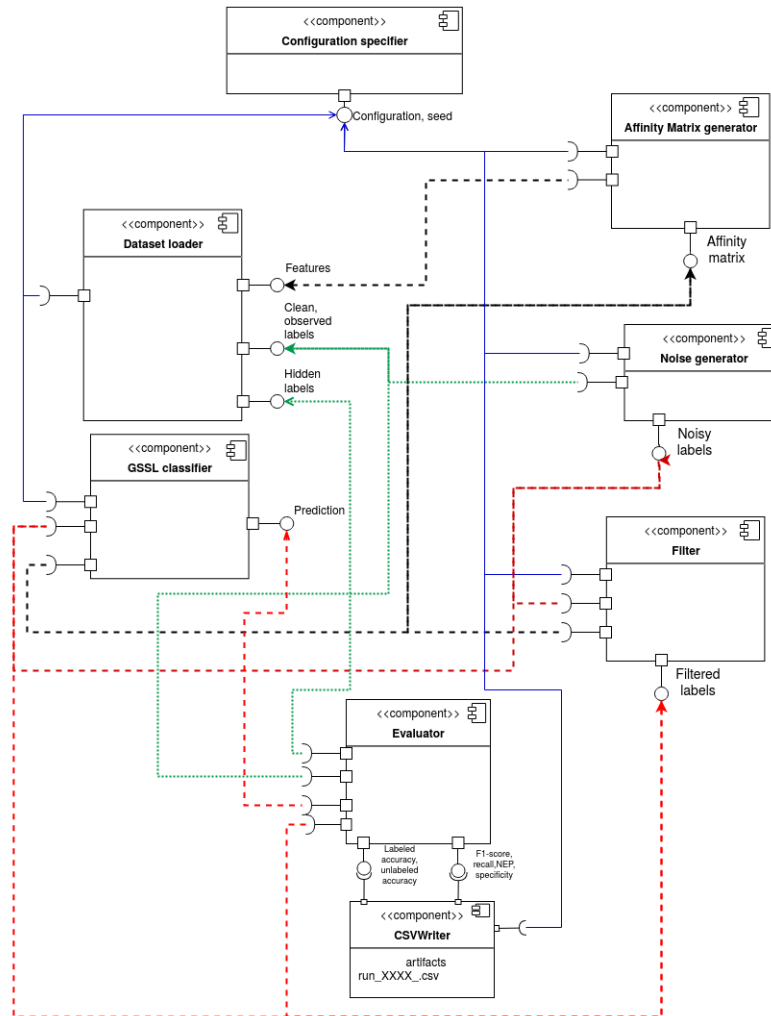 <<component>>
Configuration specifier
Configuration, seed
<<component>>
Affinity Matrix generator
Affinity
matrix
<<component>>
Dataset loader
Features
Clean,
observed
labels
Hidden
labels
<<component>>
Noise generator
Noisy
labels
<<component>>
GSSL classifier
Prediction
<<component>>
Filter
Filtered
labels
<<component>>
Evaluator
Labeled
accuracy,
unlabeled
accuracy
F1-score,
recall,NEP,
specificity
<<component>>
CSVWriter
artifacts
run_XXXX_.csv